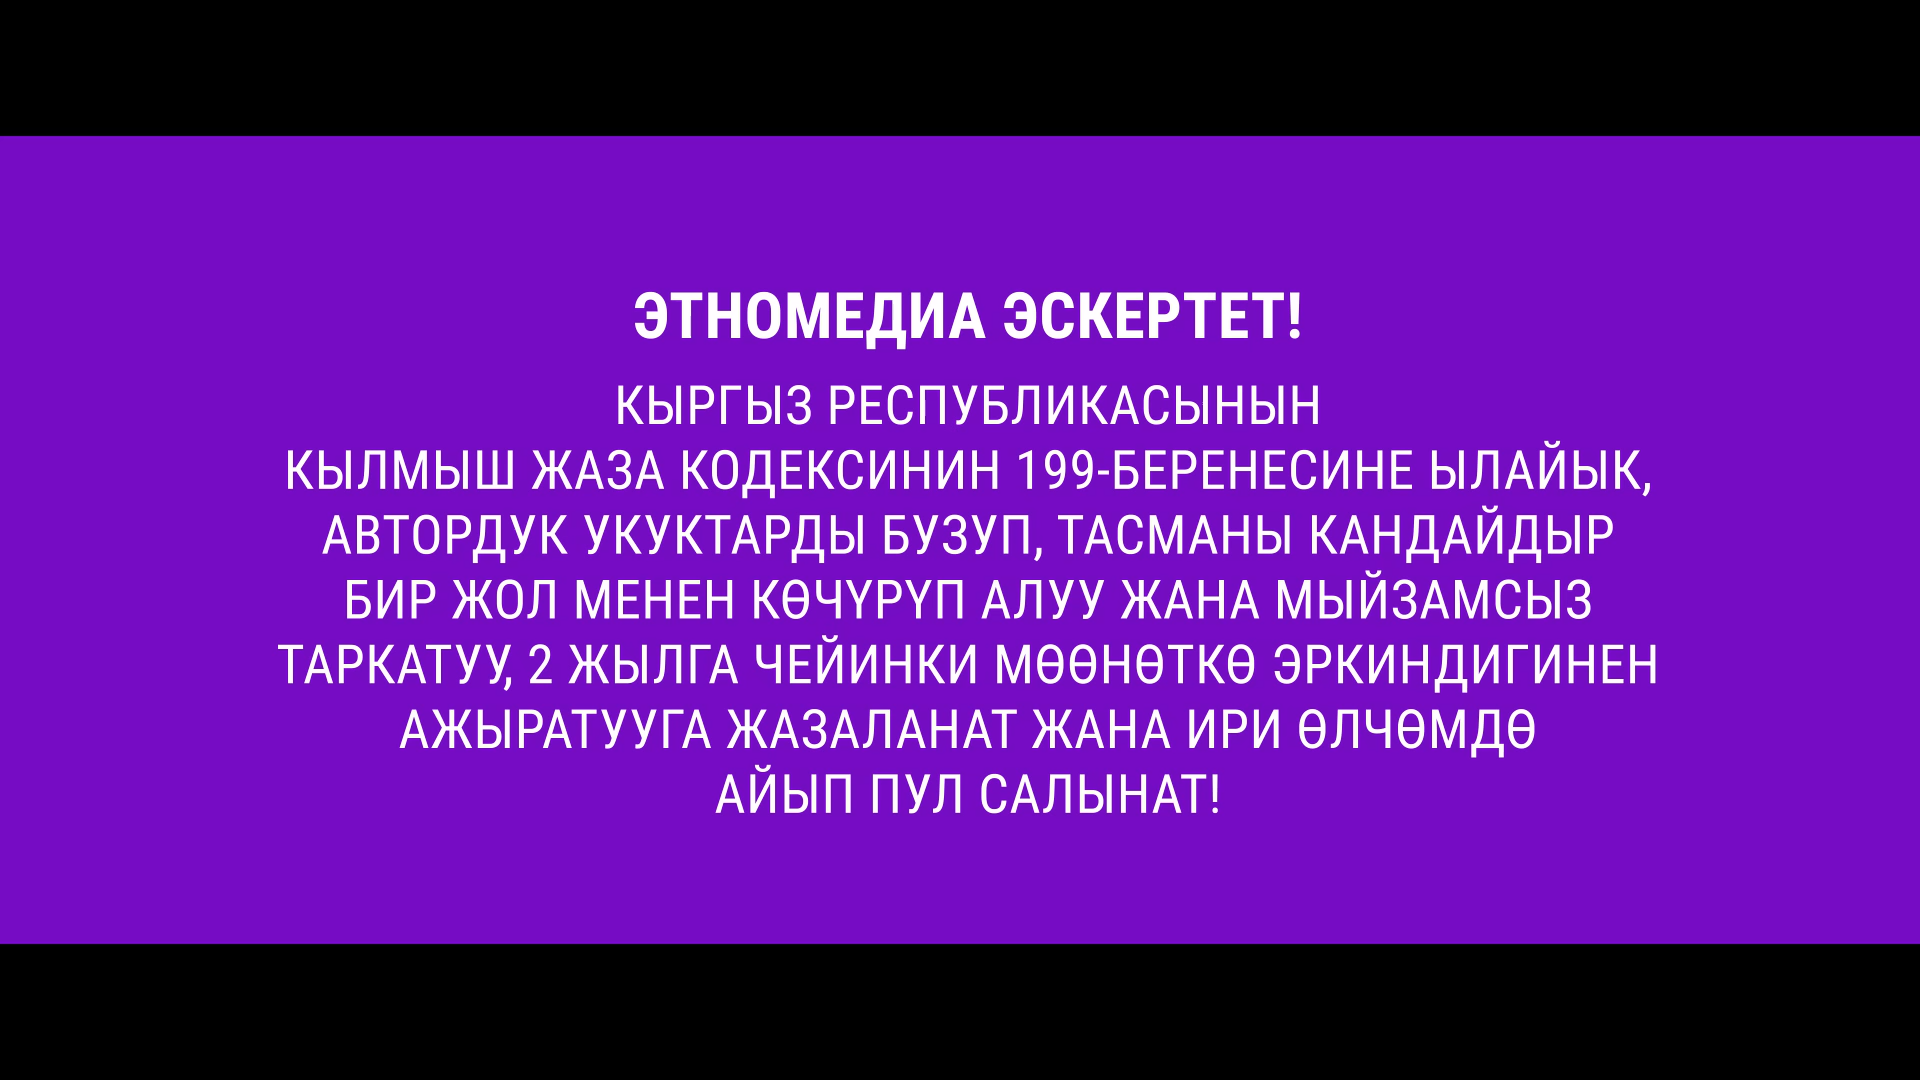 ЭТНОМЕДИА ЭСКЕРТЕТ!
КЫРГЫЗ РЕСПУБЛИКАСЫНЫН
КЫЛМЫШ ЖАЗА КОДЕКСИНИН 199-БЕРЕНЕСИНЕ ЫЛАЙЫК,
АВТОРДУК УКУКТАРДЫ БУЗУП, ТАСМАНЫ КАНДАЙДЫР
БИР ЖОЛ МЕНЕН КӨЧҮРҮП АЛУУ ЖАНА МЫЙЗАМСЫЗ
ТАРКАТУУ, 2 ЖЫЛГА ЧЕЙИНКИ МӨӨНӨТКӨ ЭРКИНДИГИНЕН
АЖЫРАТУУГА ЖАЗАЛАНАТ ЖАНА ИРИ ӨЛЧӨМДӨ
АЙЫП ПУЛ САЛЫНАТ!